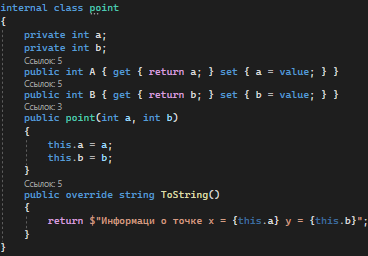 internal class point
{
private int a;
private int b;
Ссылок: 5
public int A { get { return a; } set { a = value; } }
Ссылок: 5
public int B { get { return b; } set { b = value; } }
Ссылок: 3
public point(int a, int b)
{
this.a = a;
this.b = b;
}
Ссылок: 5
public override string ToString()
{
return $"Информаци о точке x = {this.a} y = {this.b}";
}
}